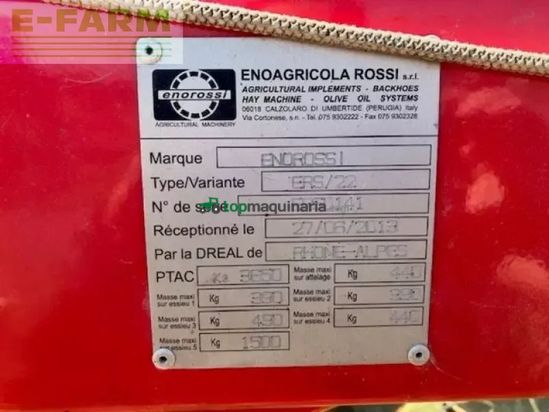 E-FARM
ENOAGRICOLA ROSSI s.r.l.
AGRICULTURAL IMPLEMENTS - BACKHOES
HAY MACHINE - OLIVE OIL SYSTEMS
06018 CALZOLARO DI UMBERTIDE (PERUGIA) Italy
Via Cortonese, s.n - Tel. 075 9302222 - Fax 075 9302328
enorossi
AGRICULTURAL MACHINERY
Marque ENOROSSI
Type/Variante
N° de
topmaquinaria
Réceptionné le 27/06/2013
Par la DREAL de RHONE-ALPES
PTAC Kg Masse maxi sur attelage 440
Masse maxi sur essieu 1 Kg Masse maxi sur essieu 2 Kg
Masse maxi sur essieu 3 Kg Masse maxi sur essieu 4 Kg 440
Masse maxi sur essieu 5 Kg 1500